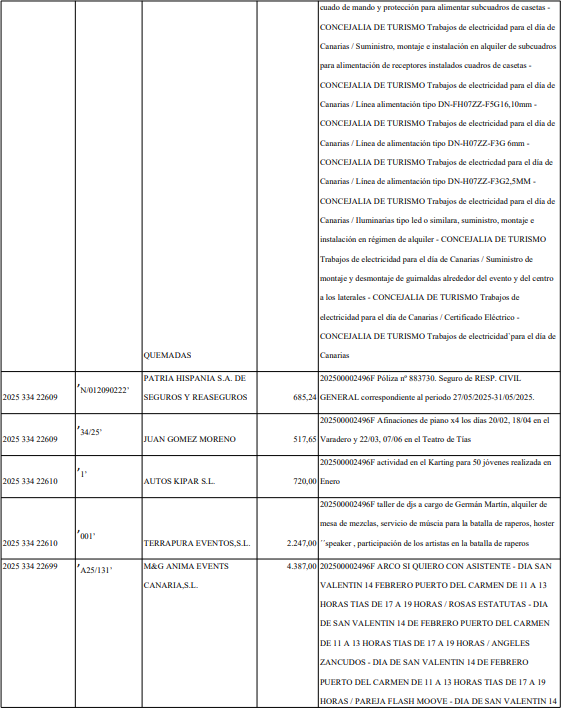 cuado de mando y protección para alimentar subcuadros de casetas -
CONCEJALIA DE TURISMO Trabajos de electricidad para el día de
Canarias / Suministro, montaje e instalación en alquiler de subcuadros
para alimentación de receptores instalados cuadros de casetas -
CONCEJALIA DE TURISMO Trabajos de electricidad para el día de
Canarias / Línea alimentación tipo DN-FH07ZZ-F5G16,10mm -
CONCEJALIA DE TURISMO Trabajos de electricidad para el día de
Canarias / Línea de alimentación tipo DN-H07ZZ-F3G 6mm -
CONCEJALIA DE TURISMO Trabajos de electricdad para el día de
Canarias / Línea de alimentación tipo DN-H07ZZ-F3G2,5MM -
CONCEJALIA DE TURISMO Trabajos de electricidad para el día de
Canarias / Iluminarias tipo led o similara, suministro, montaje e
instalación en régimen de alquiler - CONCEJALIA DE TURISMO
Trabajos de electricidad para el día de Canarias / Suministro de
montaje y desmontaje de guirnaldas alrededor del evento y del centro
a los laterales - CONCEJALIA DE TURISMO Trabajos de
electricidad para el día de Canarias / Certificado Eléctrico -
CONCEJALIA DE TURISMO Trabajos de electricidad´para el día de
QUEMADAS Canarias
PATRIA HISPANIA S.A. DE 202500002496F Póliza nº 883730. Seguro de RESP. CIVIL
2025 334 22609 'N/012090222' SEGUROS Y REASEGUROS 685,24 GENERAL correspondiente al periodo 27/05/2025-31/05/2025.
202500002496F Afinaciones de piano x4 los días 20/02, 18/04 en el
2025 334 22609 '34/25' JUAN GOMEZ MORENO 517,65 Varadero y 22/03, 07/06 en el Teatro de Tías
202500002496F actividad en el Karting para 50 jóvenes realizada en
2025 334 22610 '1' AUTOS KIPAR S.L. 720,00 Enero
202500002496F taller de djs a cargo de Germán Martín, alquiler de
mesa de mezclas, servicio de múscia para la batalla de raperos, hoster
2025 334 22610 '001' TERRAPURA EVENTOS,S.L. 2.247,00 ´´speaker , participación de los artistas en la batalla de raperos
2025 334 22699 'A25/131' M&G ANIMA EVENTS 4.387,00 202500002496F ARCO SI QUIERO CON ASISTENTE - DIA SAN
CANARIA,S.L. VALENTIN 14 FEBRERO PUERTO DEL CARMEN DE 11 A 13
HORAS TIAS DE 17 A 19 HORAS / ROSAS ESTATUTAS - DIA
DE SAN VALENTIN 14 DE FEBRERO PUERTO DEL CARMEN
DE 11 A 13 HORAS TIAS DE 17 A 19 HORAS / ANGELES
ZANCUDOS - DIA DE SAN VALENTIN 14 DE FEBRERO
PUERTO DEL CARMEN DE 11 A 13 HORAS TIAS DE 17 A 19
HORAS / PAREJA FLASH MOOVE - DIA DE SAN VALENTIN 14